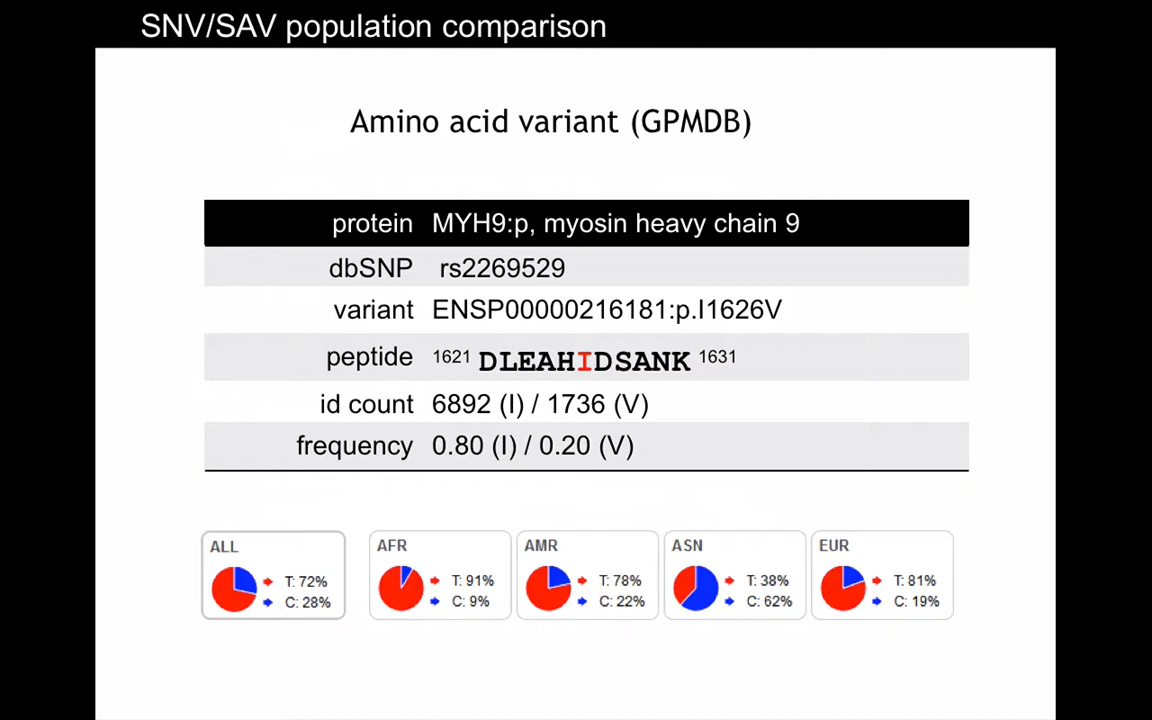 SNV/SAV population comparison
Amino acid variant (GPMDB)
protein MYH9:p, myosin heavy chain 9
dbSNP rs2269529
variant ENSP00000216181:p.I1626V
peptide 1621 DLEAHIDSANK 1631
id count 6892 (I) / 1736 (V)
frequency 0.80 (I) / 0.20 (V)
ALL
T: 72%
C: 28%
AFR
T: 91%
C: 9%
AMR
T: 78%
C: 22%
ASN
T: 38%
C: 62%
EUR
T: 81%
C: 19%